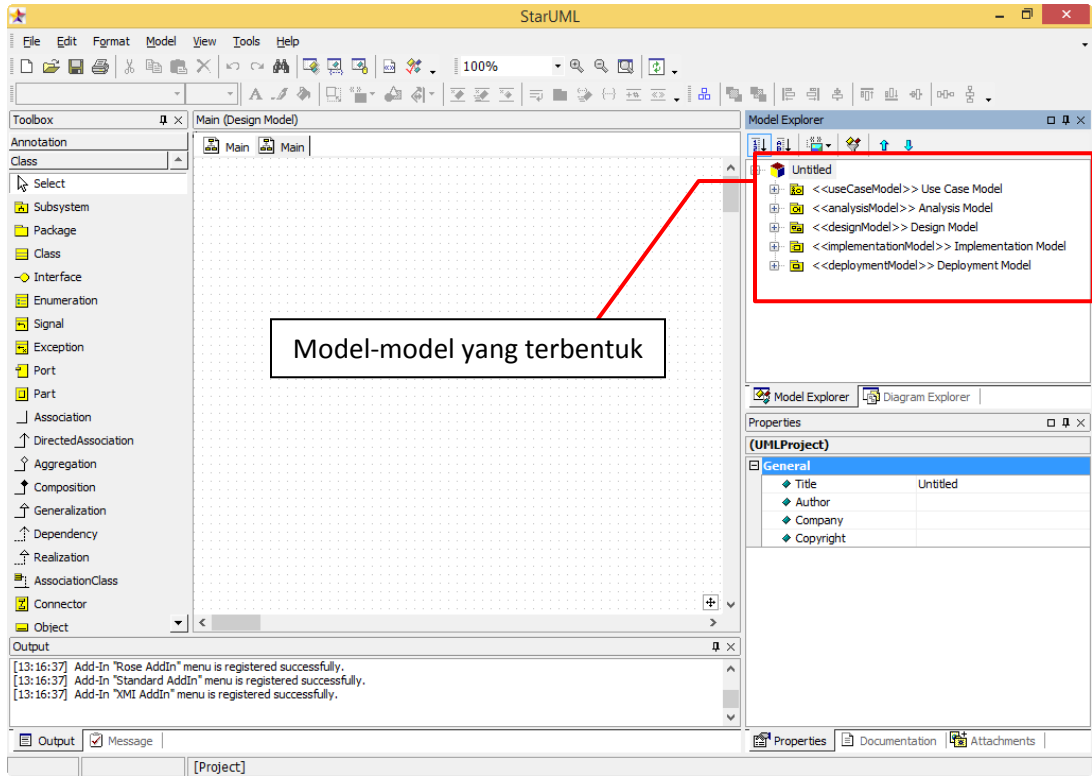 StarUML
File Edit Format Model View Tools Help
100%
Toolbox
Annotation
Class
Select
Subsystem
Package
Class
Interface
Enumeration
Signal
Exception
Port
Part
Association
DirectedAssociation
Aggregation
Composition
Generalization
Dependency
Realization
AssociationClass
Connector
Object
Main (Design Model)
Main Main
Model-model yang terbentuk
Model Explorer
Untitled
<<useCaseModel>> Use Case Model
<<analysisModel>> Analysis Model
<<designModel>> Design Model
<<implementationModel>> Implementation Model
<<deploymentModel>> Deployment Model
Model Explorer Diagram Explorer
Properties
(UMLProject)
General
Title Untitled
Author
Company
Copyright
Output
[13:16:37] Add-In "Rose AddIn" menu is registered successfully.
[13:16:37] Add-In "Standard AddIn" menu is registered successfully.
[13:16:37] Add-In "XMI AddIn" menu is registered successfully.
Output Message
Properties Documentation Attachments
[Project]